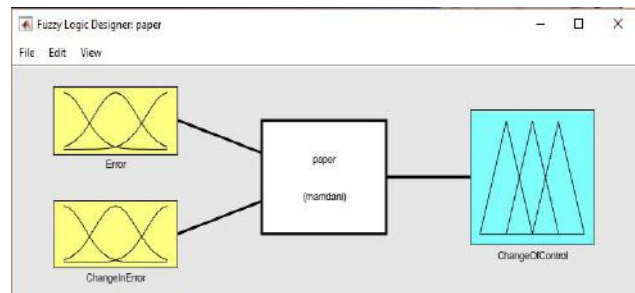 Fuzzy Logic Designer: paper
File Edit View
Error
ChangeInError
paper
(mamdani)
ChangeOfControl